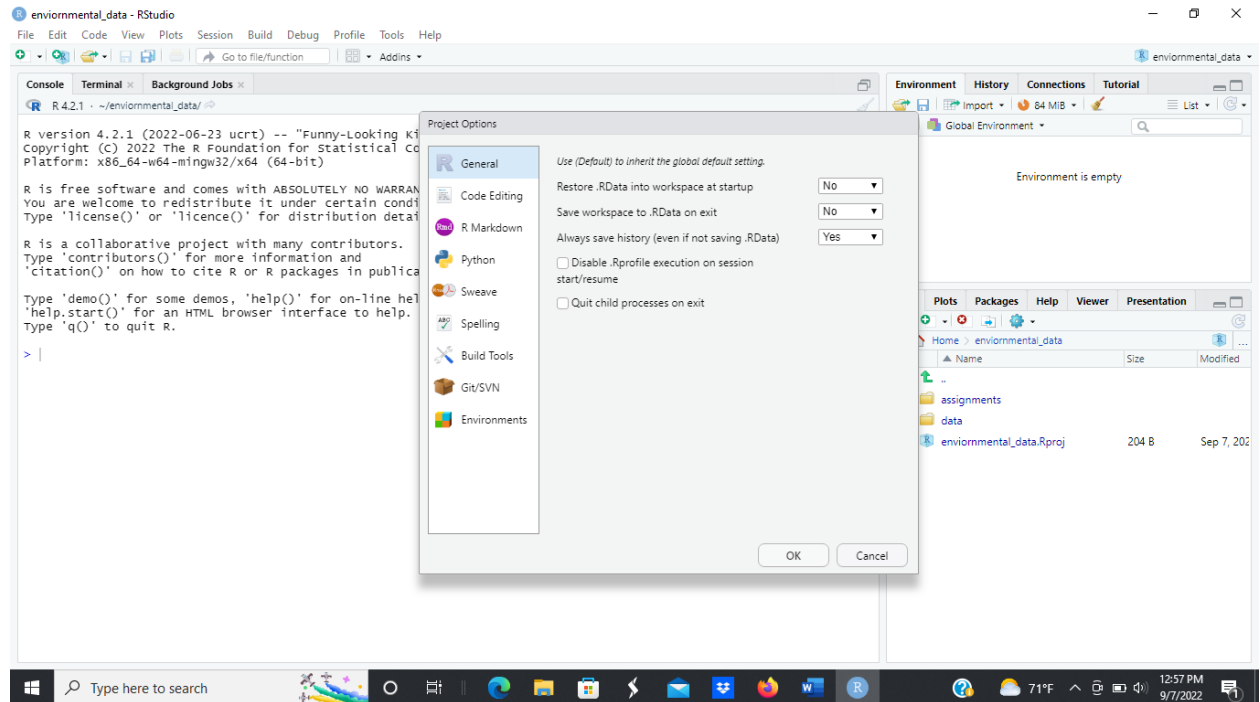 enviornmental_data - RStudio
File Edit Code View Plots Session Build Debug Profile Tools Help
Go to file/function Addins enviornmental_data
Console Terminal Background Jobs
R 4.2.1 · ~/enviornmental_data/
R version 4.2.1 (2022-06-23 ucrt) -- "Funny-Looking Ki
Copyright (C) 2022 The R Foundation for Statistical Co
Platform: x86_64-w64-mingw32/x64 (64-bit)
R is free software and comes with ABSOLUTELY NO WARRAN
You are welcome to redistribute it under certain condi
Type 'license()' or 'licence()' for distribution detai
R is a collaborative project with many contributors.
Type 'contributors()' for more information and
'citation()' on how to cite R or R packages in publica
Type 'demo()' for some demos, 'help()' for on-line hel
'help.start()' for an HTML browser interface to help.
Type 'q()' to quit R.
>
Project Options
General
Code Editing
R Markdown
Python
Sweave
Spelling
Build Tools
Git/SVN
Environments
Use (Default) to inherit the global default setting.
Restore .RData into workspace at startup No
Save workspace to .RData on exit No
Always save history (even if not saving .RData) Yes
Disable .Rprofile execution on session
start/resume
Quit child processes on exit
OK Cancel
Environment History Connections Tutorial
Import 84 MiB List
Global Environment
Environment is empty
Plots Packages Help Viewer Presentation
Home enviornmental_data ...
Name Size Modified
..
assignments
data
enviornmental_data.Rproj 204 B Sep 7, 202
Type here to search
71°F
12:57 PM
9/7/2022